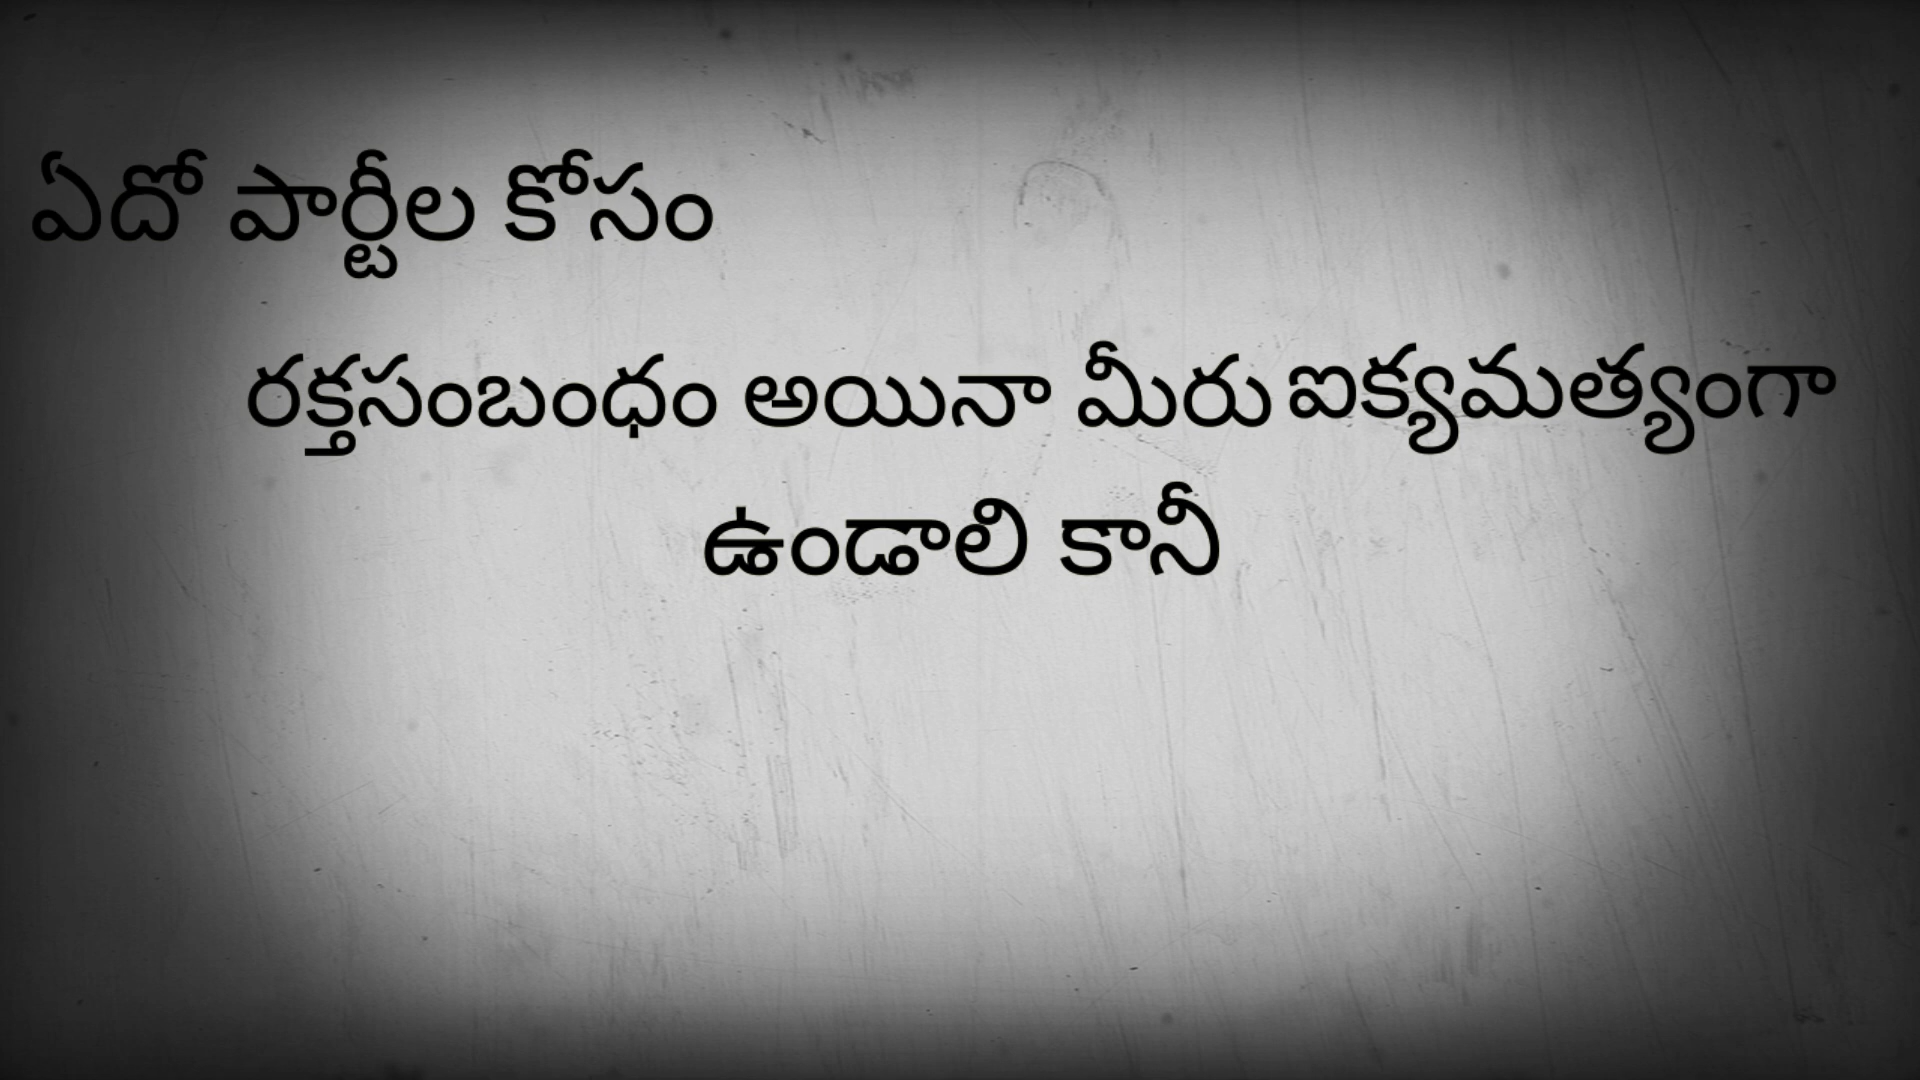 ఏదో పార్టీల కోసం
రక్తసంబంధం అయినా మీరు ఐక్యమత్యంగా
ఉండాలి కానీ